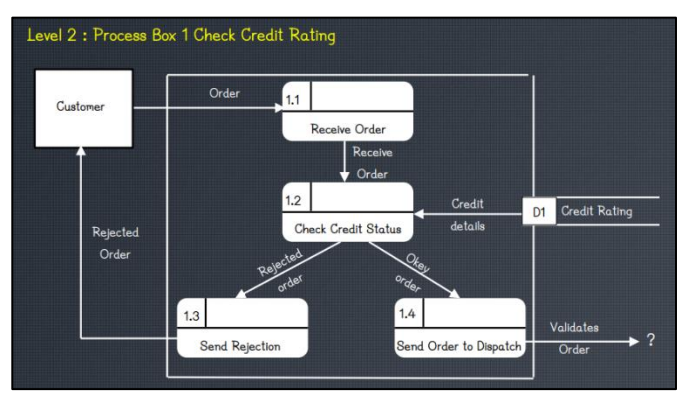 Level 2 : Process Box 1 Check Credit Rating
Customer
Order
1.1
Receive Order
Receive
Order
1.2
Check Credit Status
Credit
details
D1
Credit Rating
Rejected
Order
Rejected
order
Okey
order
1.3
Send Rejection
1.4
Send Order to Dispatch
Validates
Order
?